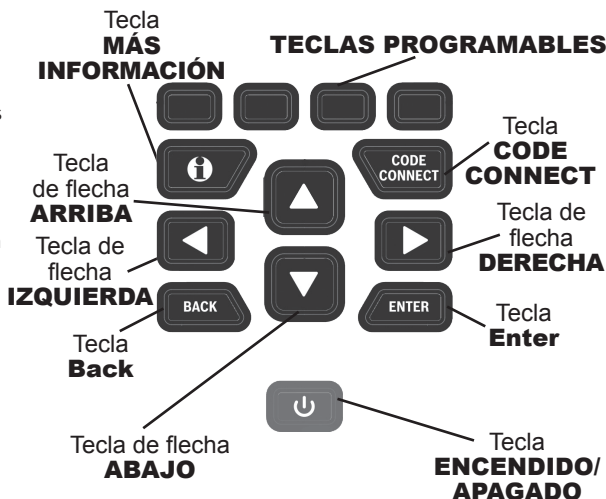 Tecla
MÁS
INFORMACIÓN
TECLAS PROGRAMABLES
s
Tecla
de flecha
ARRIBA
Tecla
CODE
CONNECT
CODE
CONNECT
Tecla de
flecha
IZQUIERDA
Tecla de
flecha
DERECHA
BACK
ENTER
Tecla
Back
Tecla
Enter
Tecla de flecha
ABAJO
Tecla
ENCENDIDO/
APAGADO